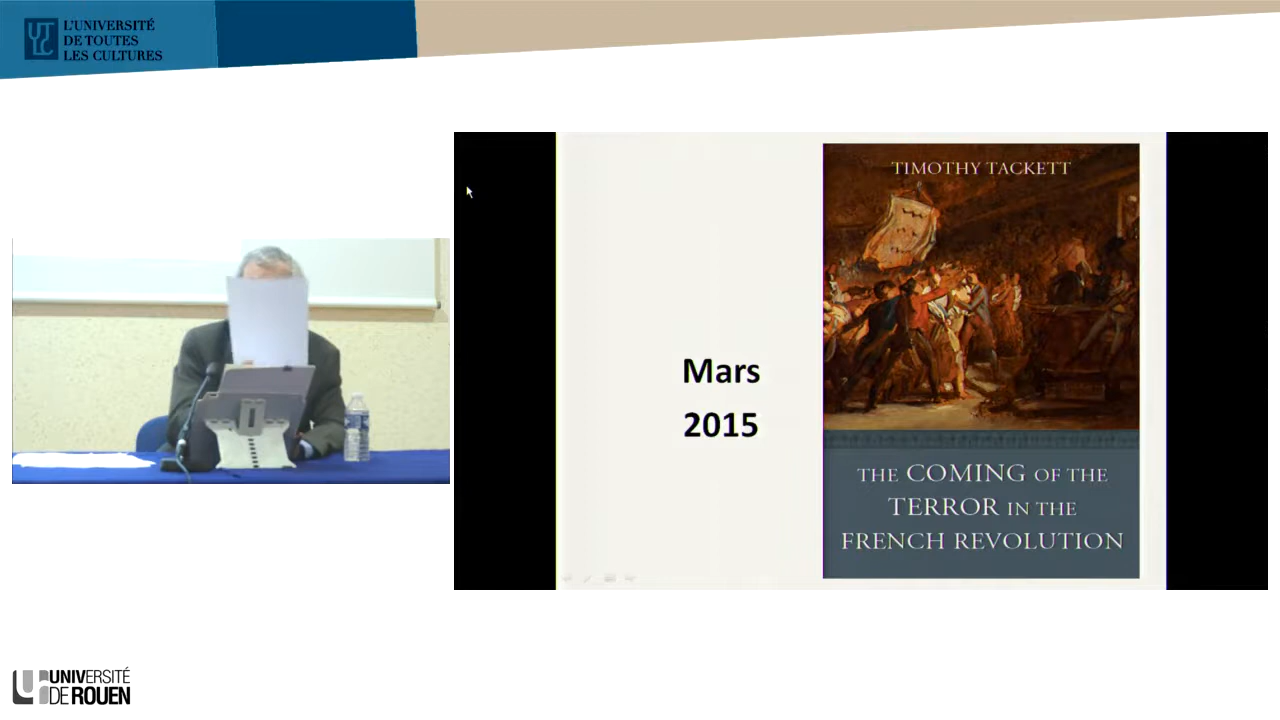 L'UNIVERSITÉ
DE TOUTES
LES CULTURES
Mars
2015
TIMOTHY TACKETT
THE COMING OF THE
TERROR IN THE
FRENCH REVOLUTION
UNIVERSITÉ
DE ROUEN